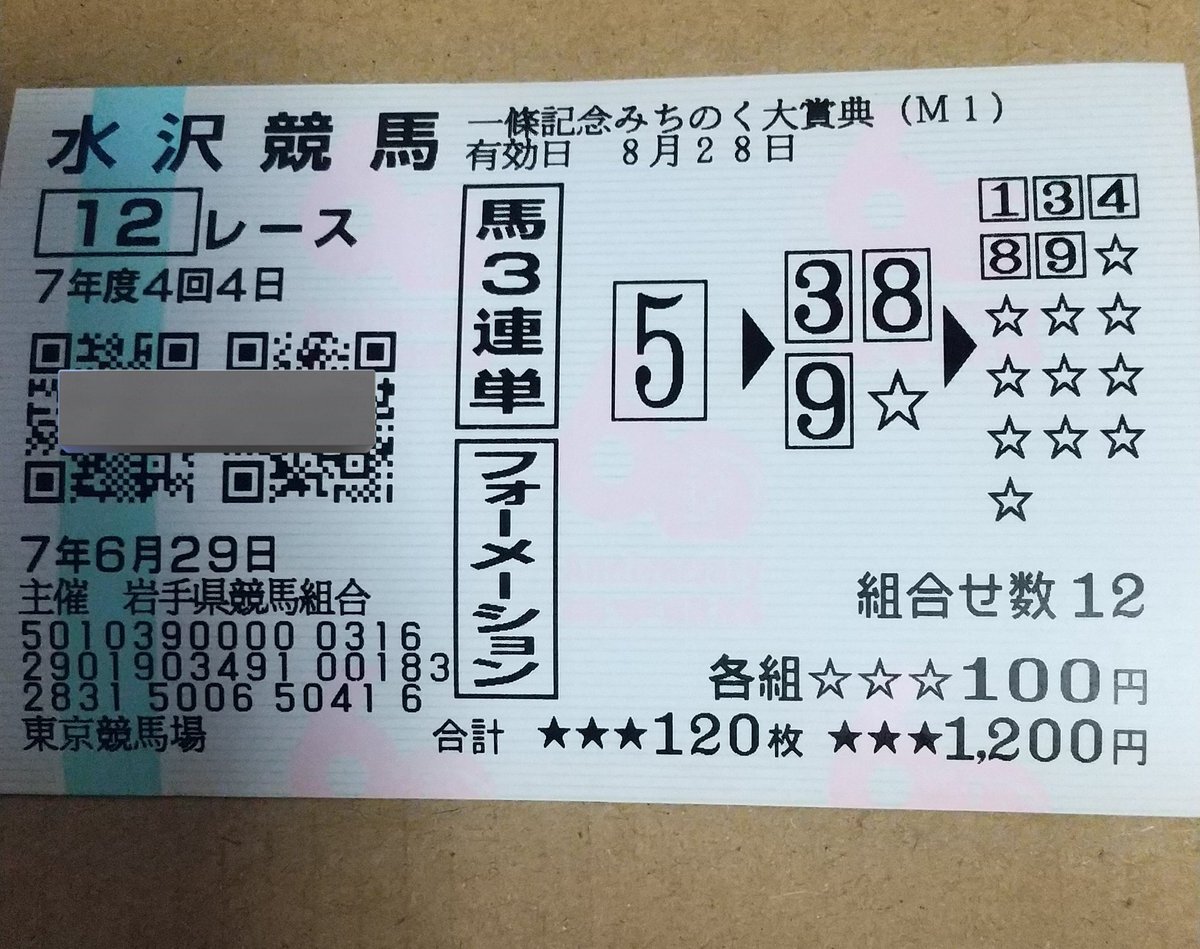 水沢競馬
一條記念みちのく大賞典(M1)
有効日 8月28日
12レース
7年度4回4日
馬3連単
フォーメーション
5▶3 8 9☆▶1 3 4
8 9☆
☆☆☆
☆☆☆
☆☆☆
☆
7年6月29日
主催 岩手県競馬組合
5010390000 0316
2901903491 00183
2831 5006 5041 6
東京競馬場
組合せ数12
各組☆☆☆100円
合計 ★★★120枚 ★★★1,200円